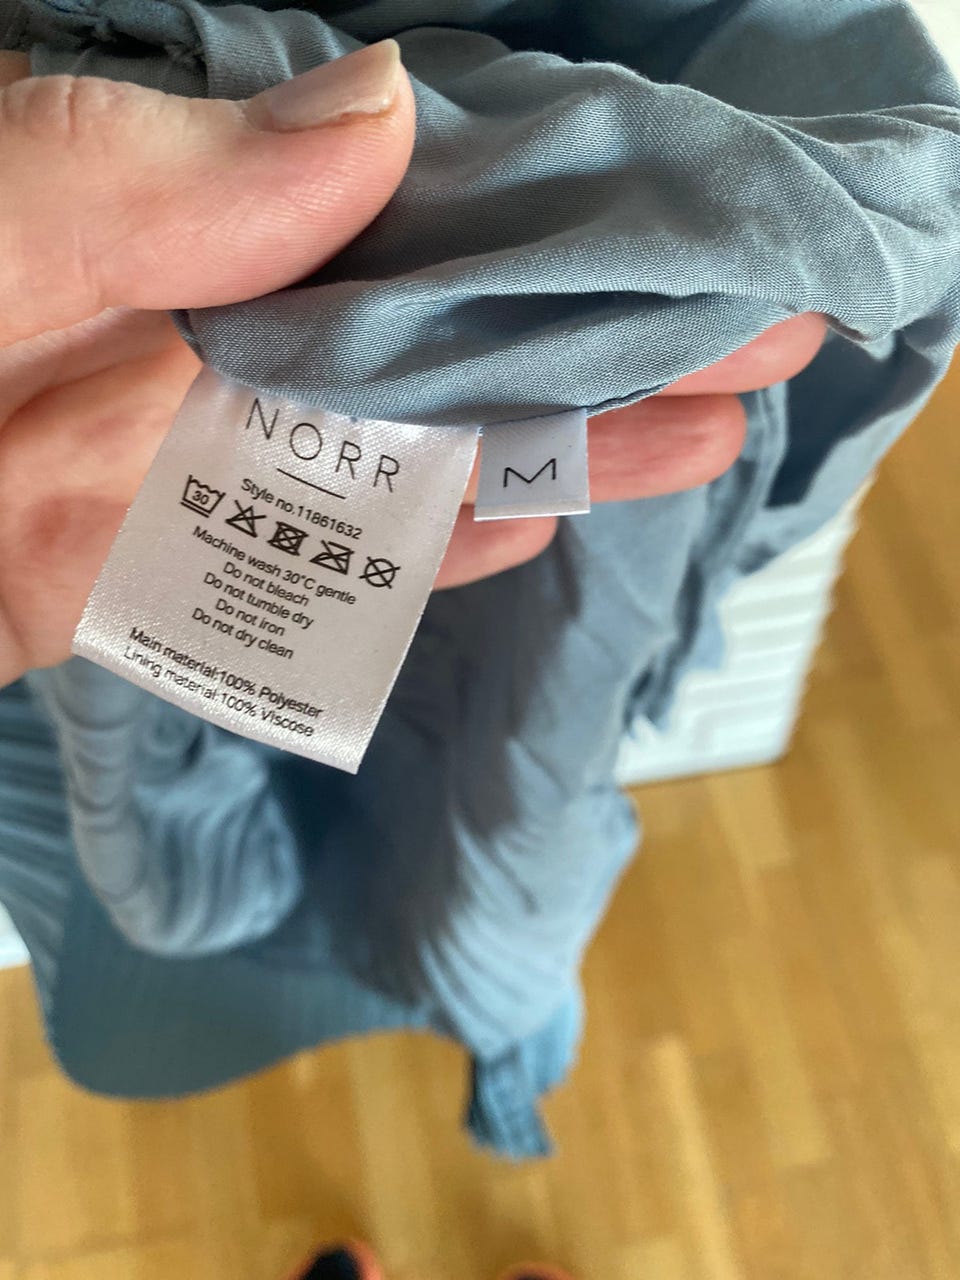 NORR
Style no.11861632
30
Machine wash 30°C gentle
Do not bleach
Do not tumble dry
Do not iron
Do not dry clean
Main material:100% Polyester
Lining material:100% Viscose
M